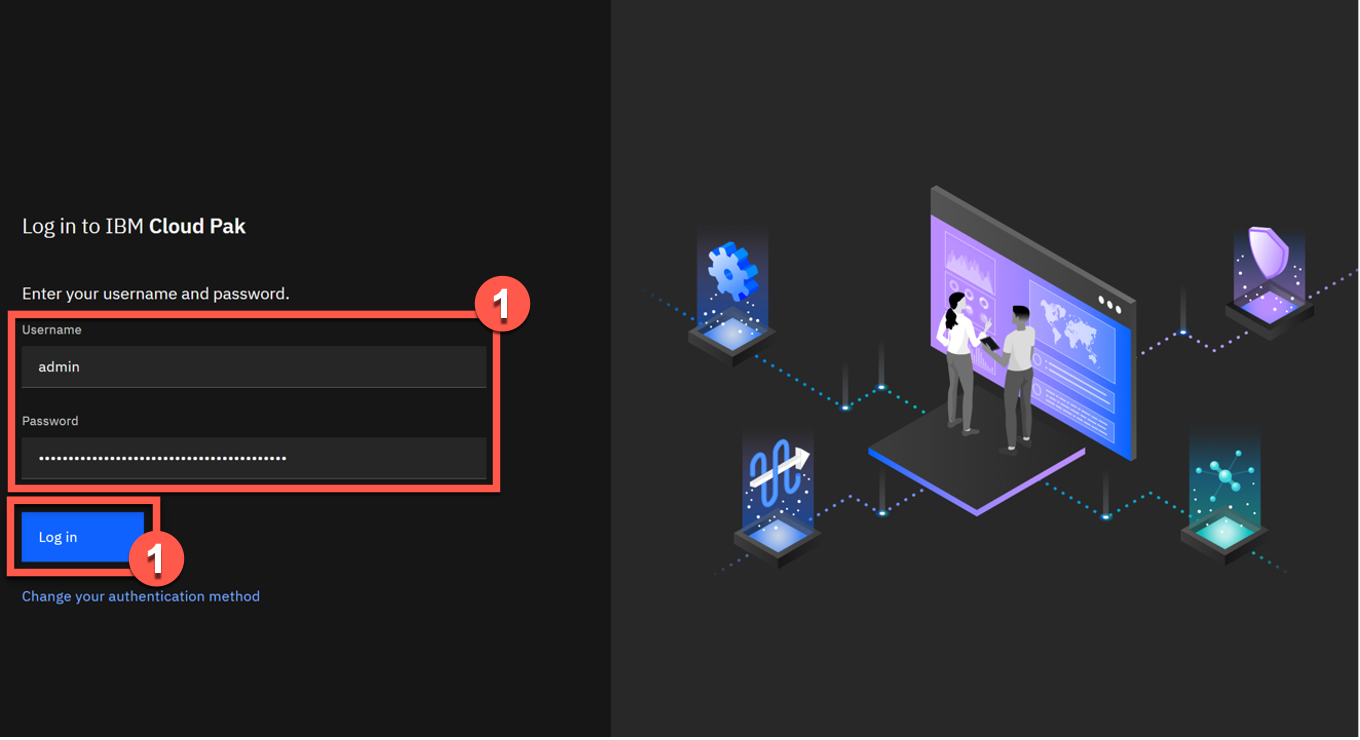 Log in to IBM Cloud Pak
Enter your username and password.
1
Username
admin
Password
••••••••••••••••••••••••••••••••••••••••••
Log in
1
Change your authentication method